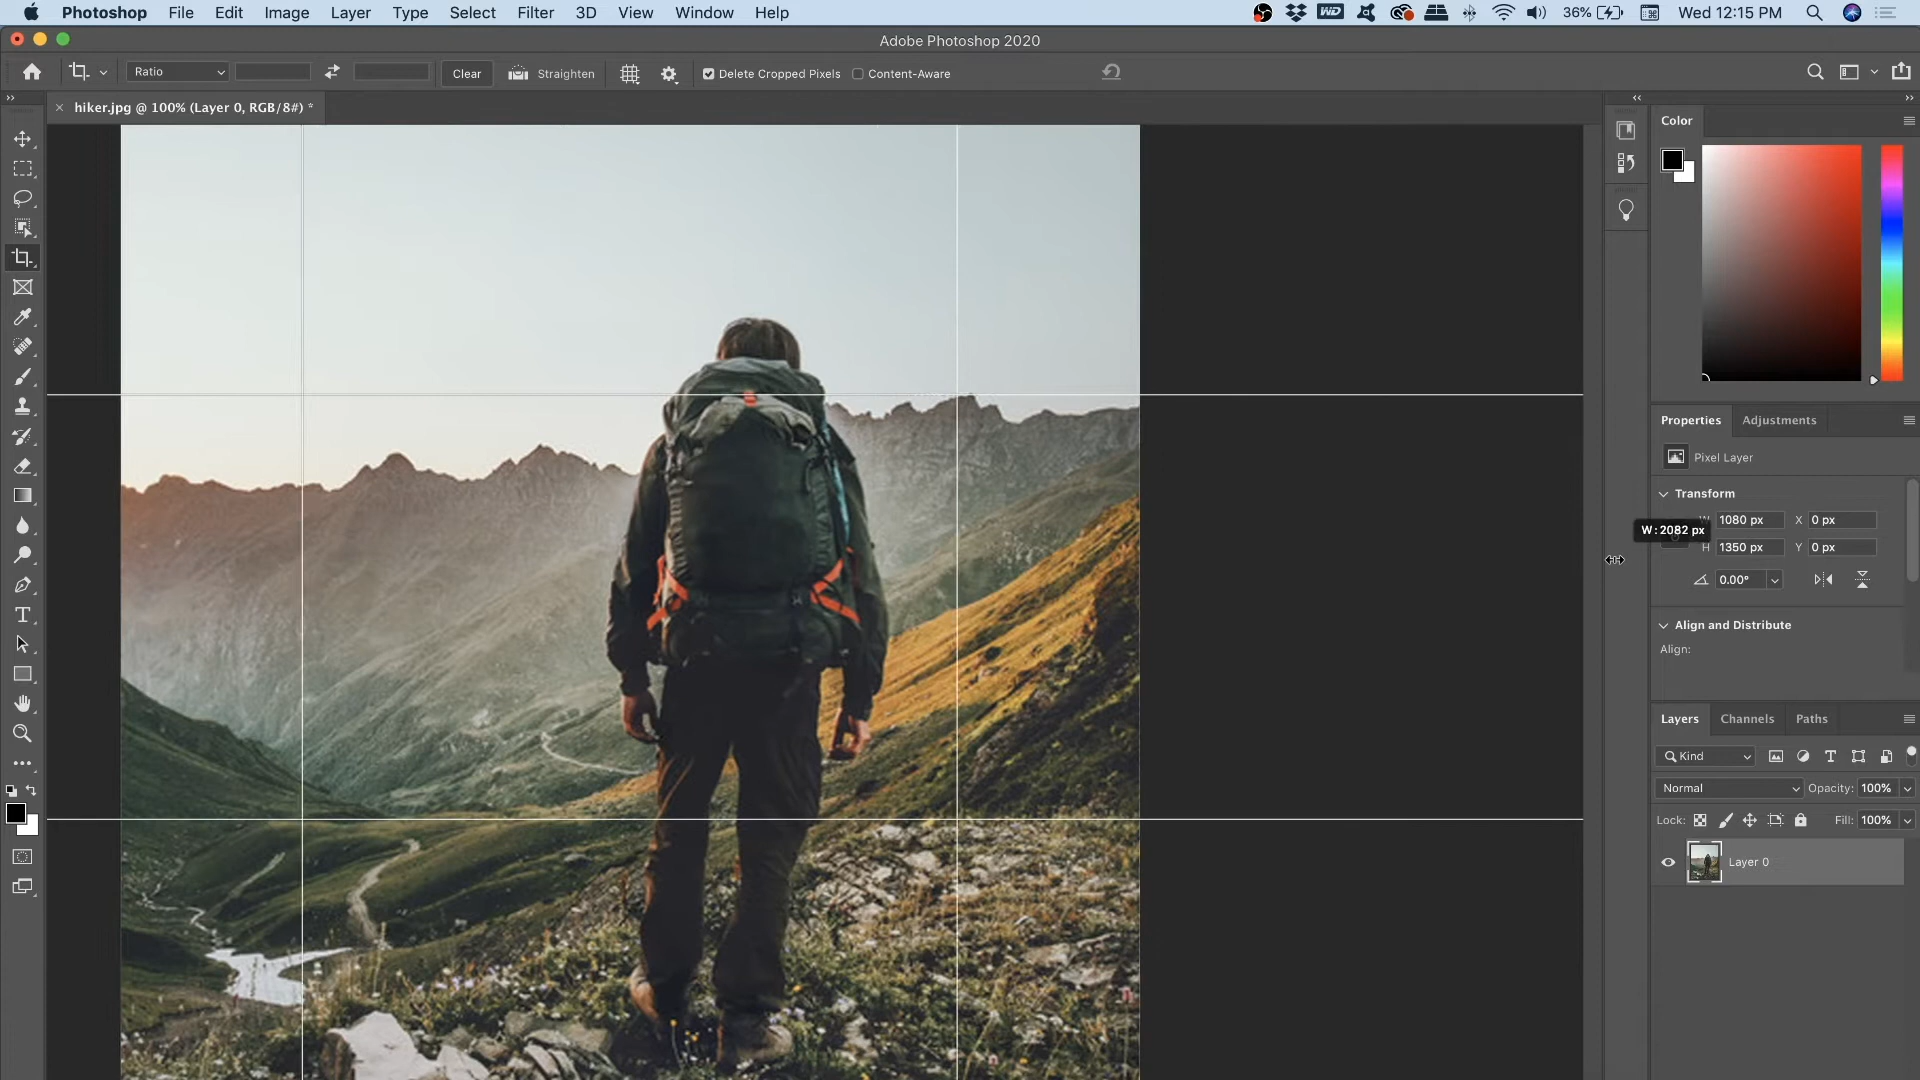 Photoshop File Edit Image Layer Type Select Filter 3D View Window Help 36% Wed 12:15 PM
Adobe Photoshop 2020
Ratio Clear Straighten Delete Cropped Pixels Content-Aware
hiker.jpg @ 100% (Layer 0, RGB/8#) *
Color
Properties Adjustments
Pixel Layer
Transform
W 1080 px X 0 px
W : 2082 px
H 1350 px Y 0 px
0.00°
Align and Distribute
Align:
Layers Channels Paths
Kind
Normal Opacity: 100%
Lock: Fill: 100%
Layer 0